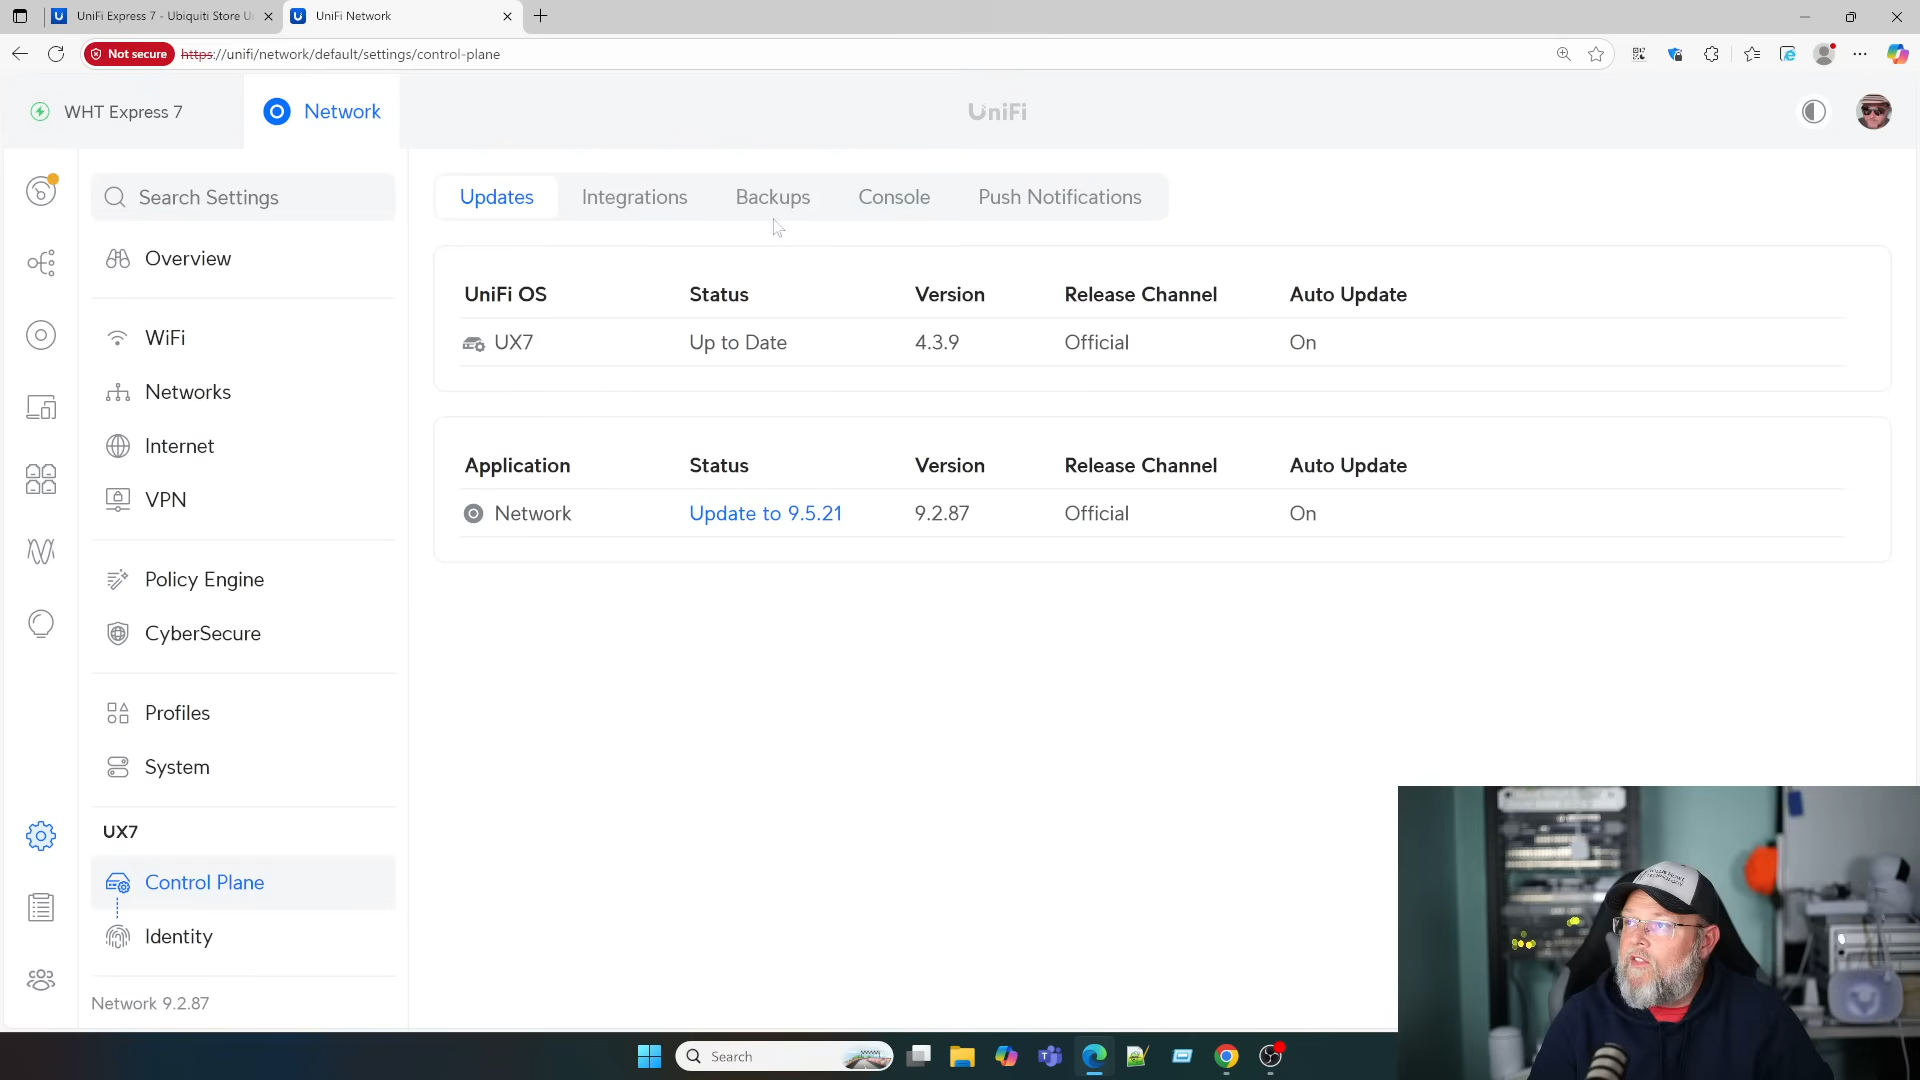 UniFi Express 7 - Ubiquiti Store U
UniFi Network
Not secure
https://unifi/network/default/settings/control-plane
WHT Express 7
Network
UniFi
Search Settings
Overview
WiFi
Networks
Internet
VPN
Policy Engine
CyberSecure
Profiles
System
UX7
Control Plane
Identity
Network 9.2.87
Updates Integrations Backups Console Push Notifications
UniFi OS Status Version Release Channel Auto Update
UX7 Up to Date 4.3.9 Official On
Application Status Version Release Channel Auto Update
Network Update to 9.5.21 9.2.87 Official On
Search